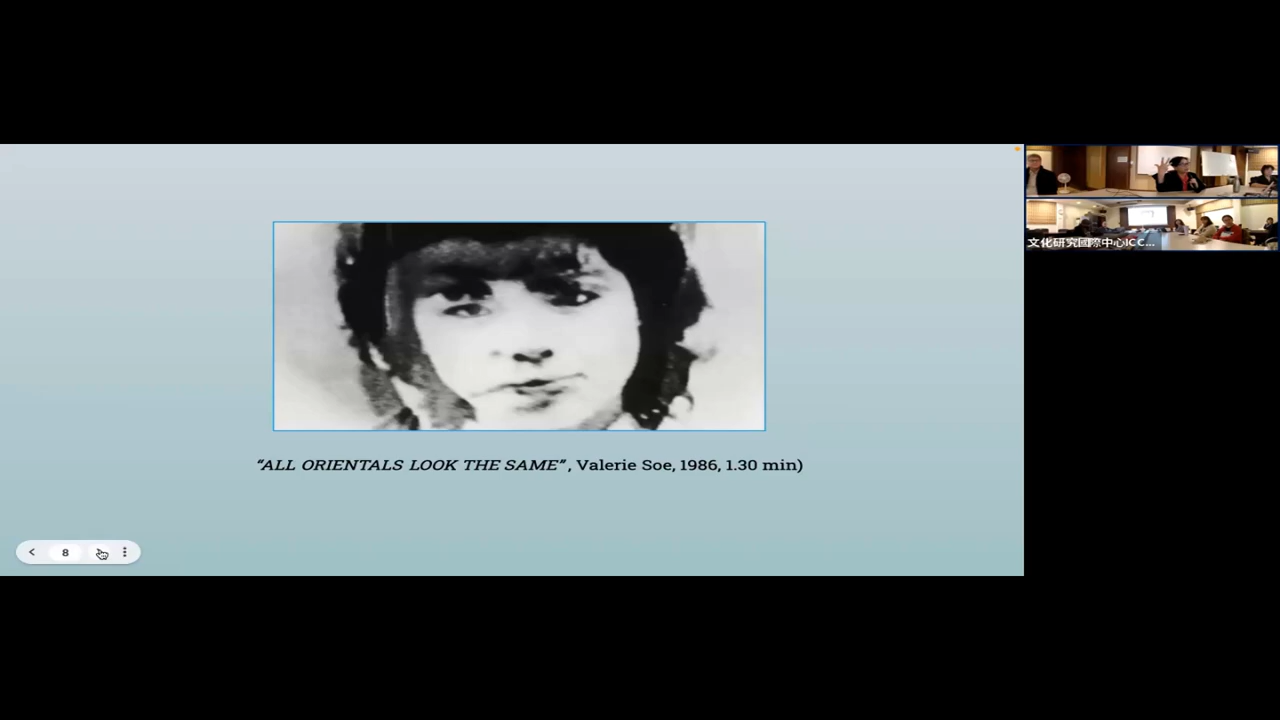 “ALL ORIENTALS LOOK THE SAME”, Valerie Soe, 1986, 1.30 min)
8
文化研究國際中心ICC...